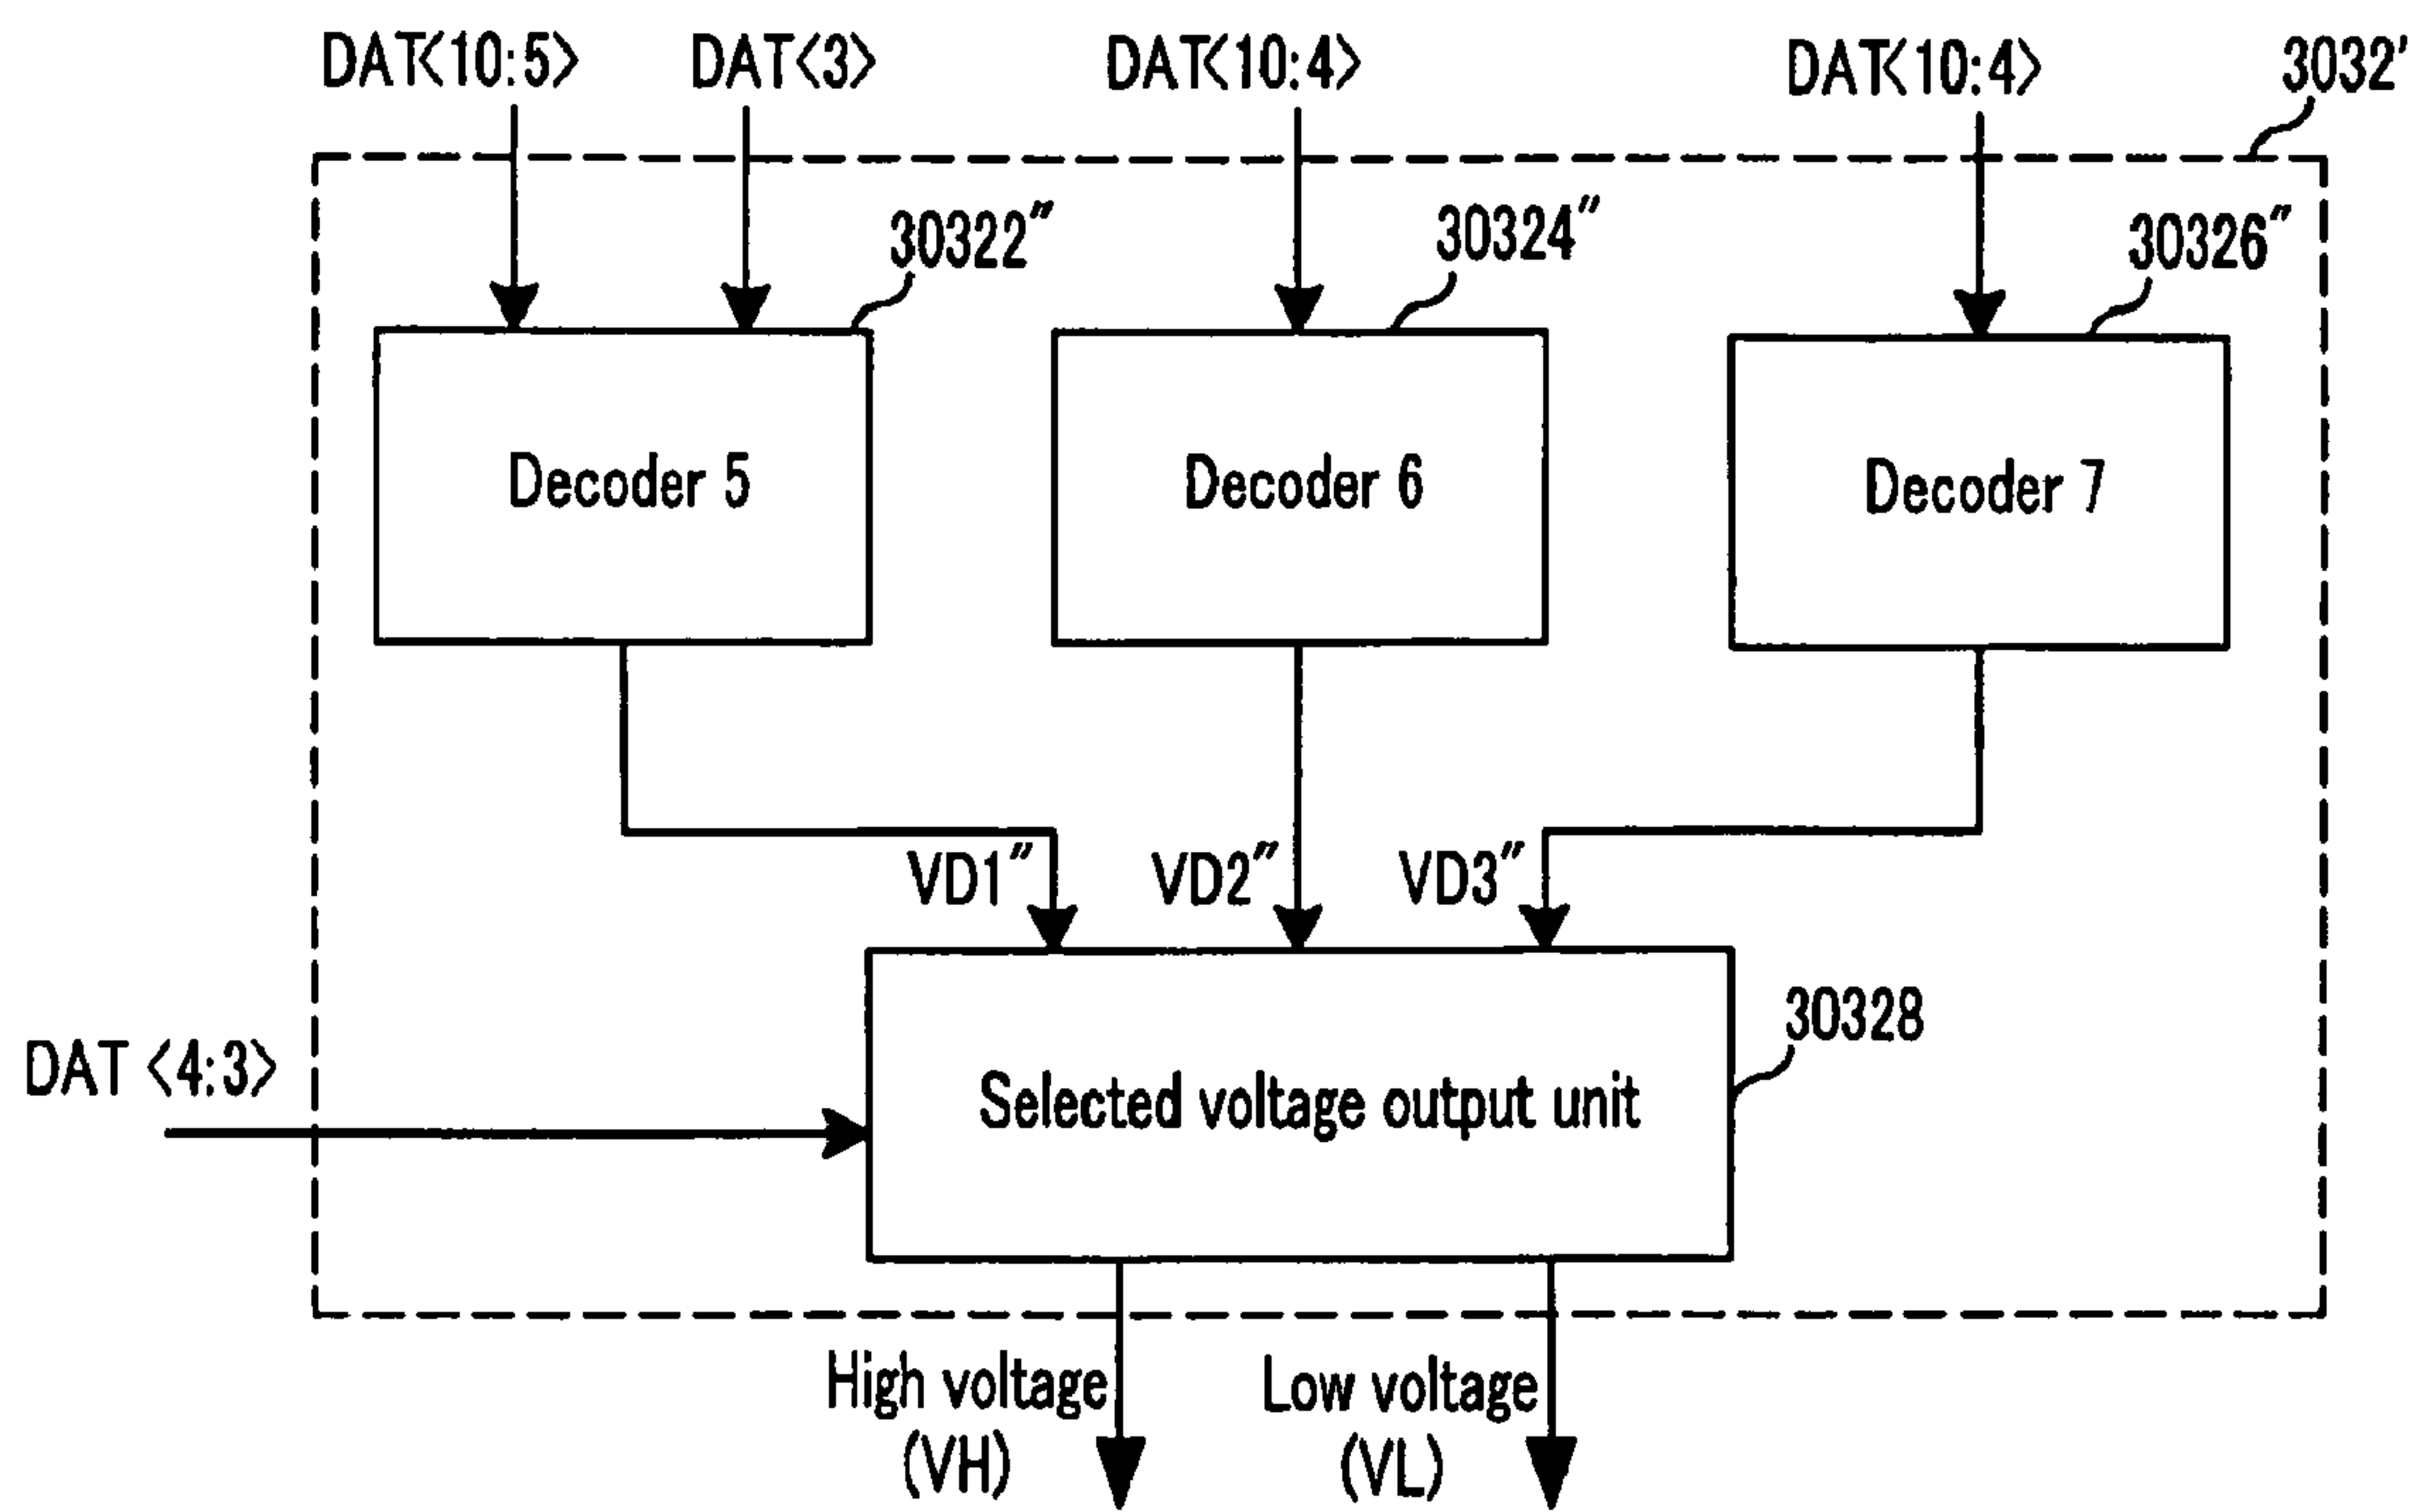 DAT<10:5>
DAT<3>
DAT<10:4>
DAT<10:4>
3032'
30322"
30324"
30326"
Decoder 5
Decoder 6
Decoder 7
VD1"
VD2"
VD3"
30328
DAT <4:3>
Selected voltage output unit
High voltage
(VH)
Low voltage
(VL)